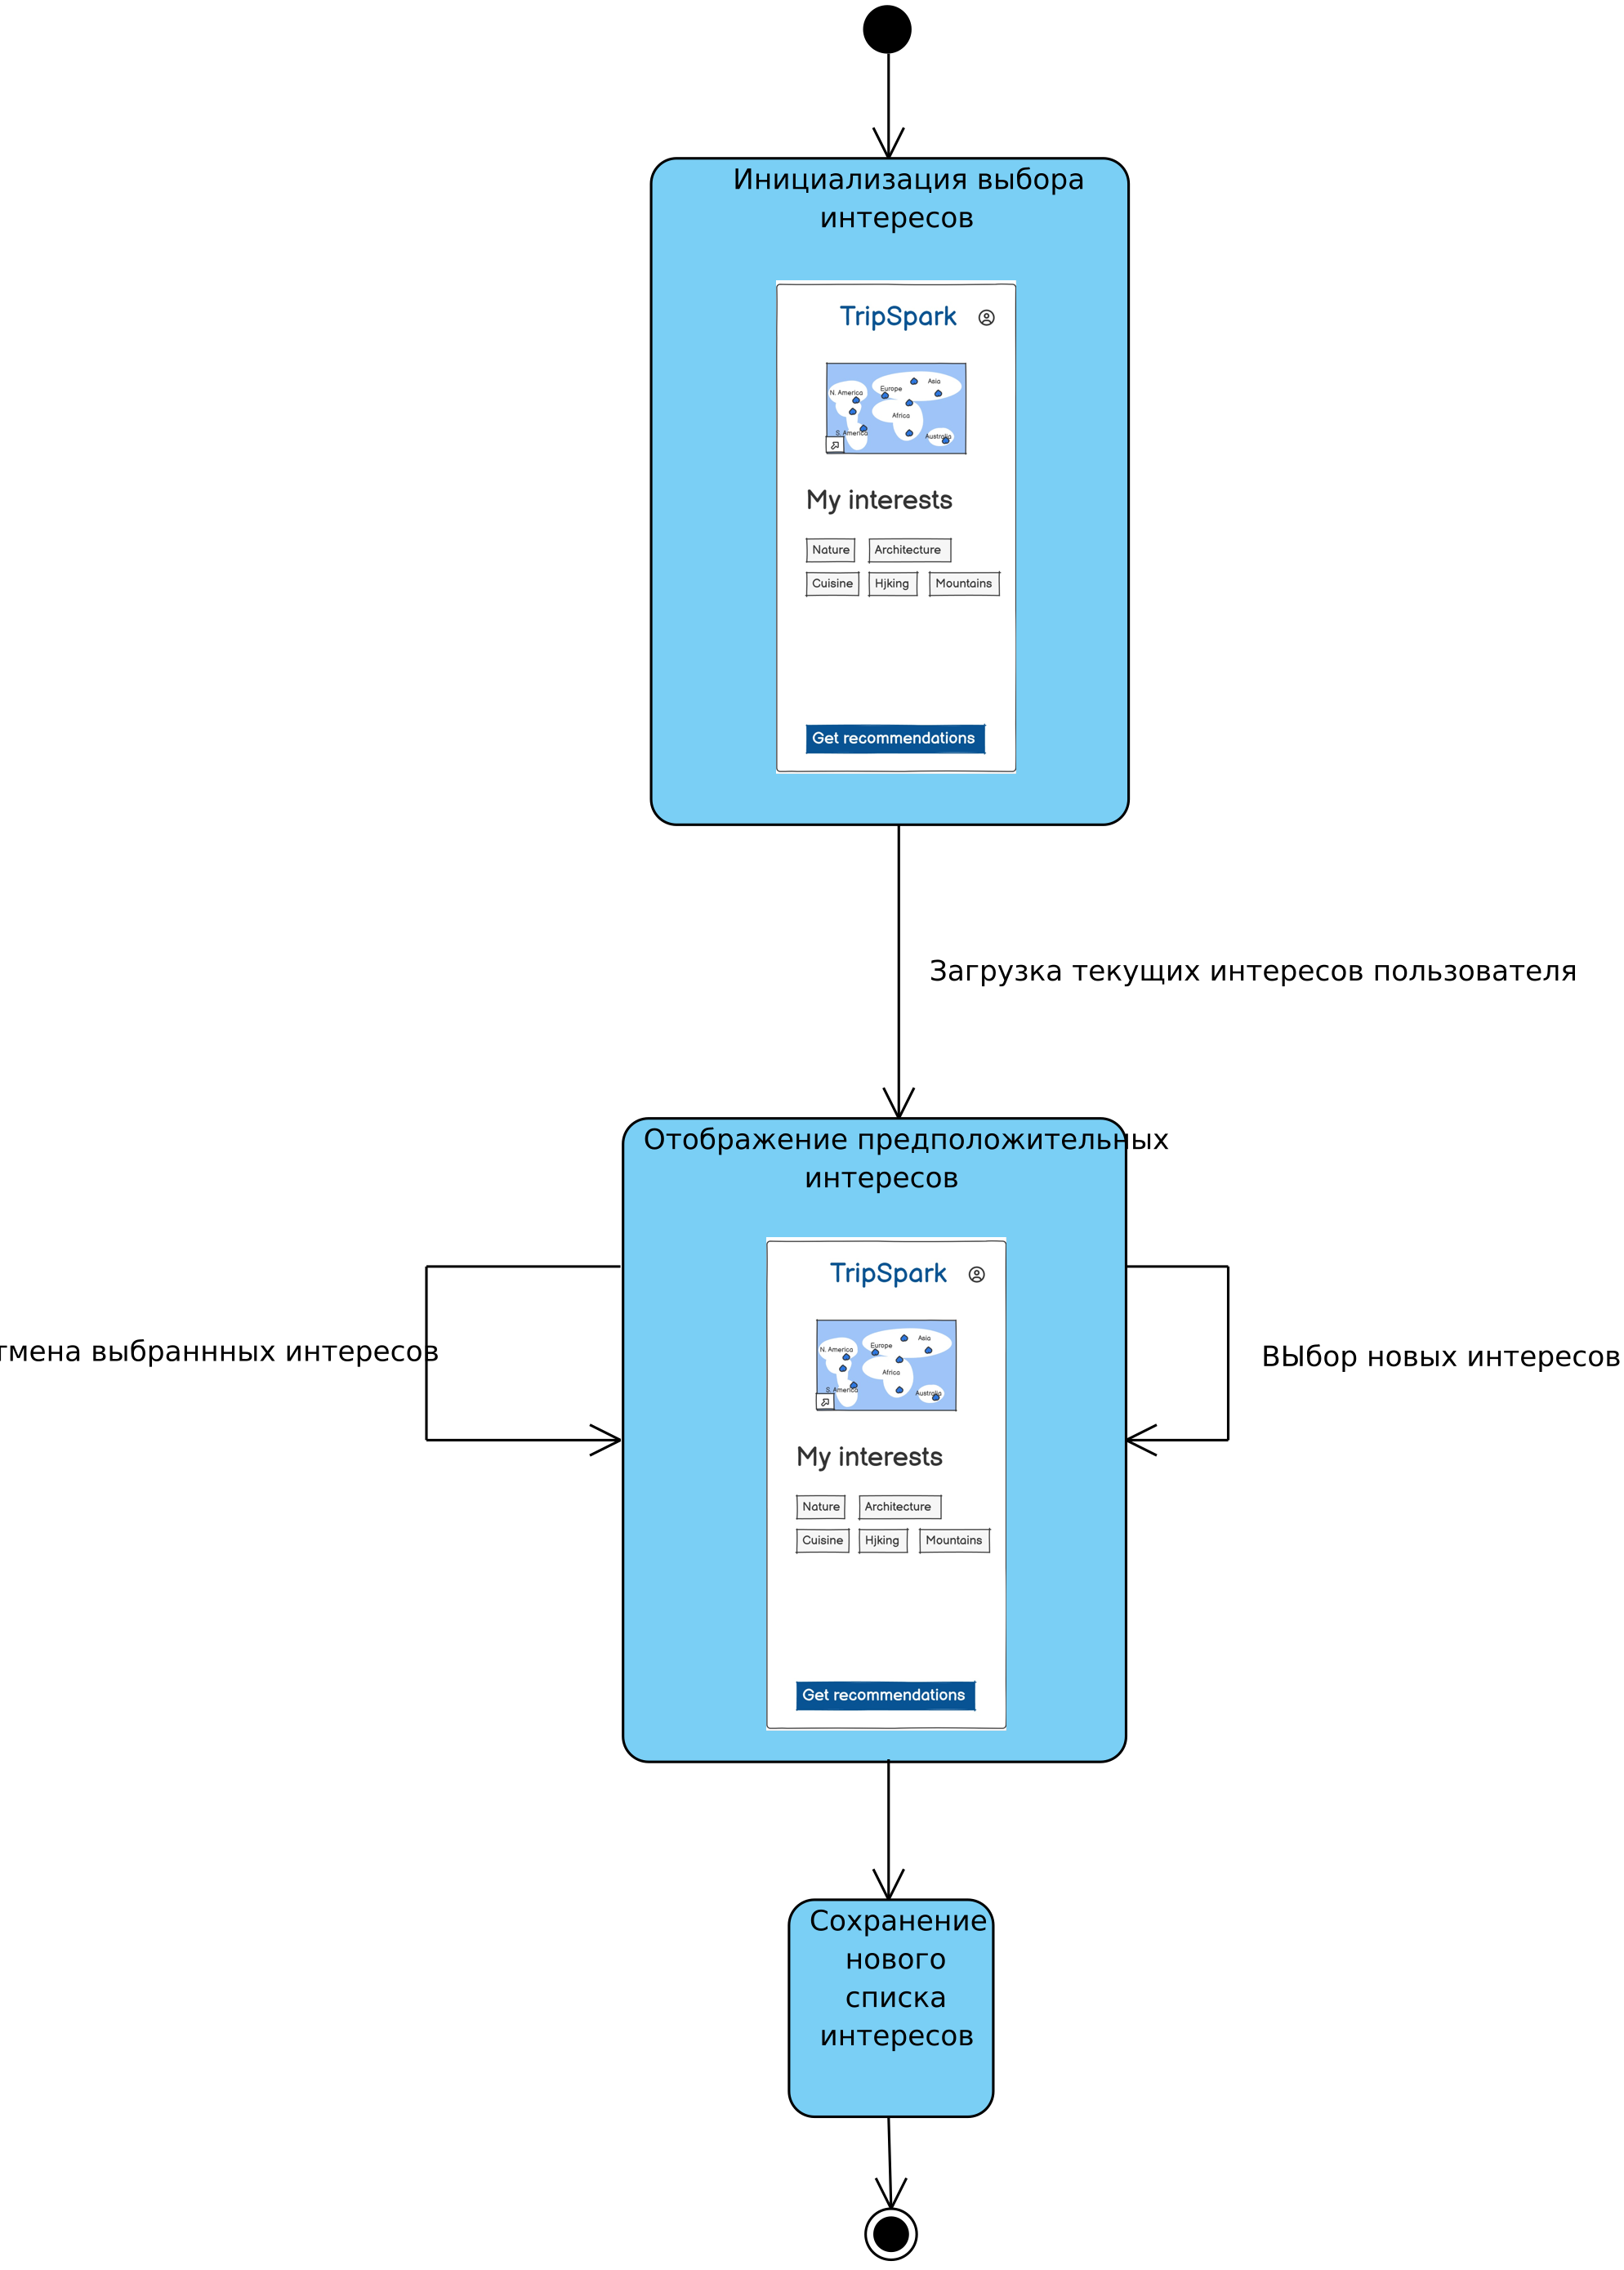 Инициализация выбора
интересов
TripSpark
N. America
Europe
Asia
Africa
S. America
Australia
My interests
Nature
Architecture
Cuisine
Hjking
Mountains
Get recommendations
Загрузка текущих интересов пользователя
Отображение предположительных
интересов
TripSpark
N. America
Europe
Asia
Africa
S. America
Australia
тмена выбраннных интересов
ВЫбор новых интересов
My interests
Nature
Architecture
Cuisine
Hjking
Mountains
Get recommendations
Сохранение
нового
списка
интересов